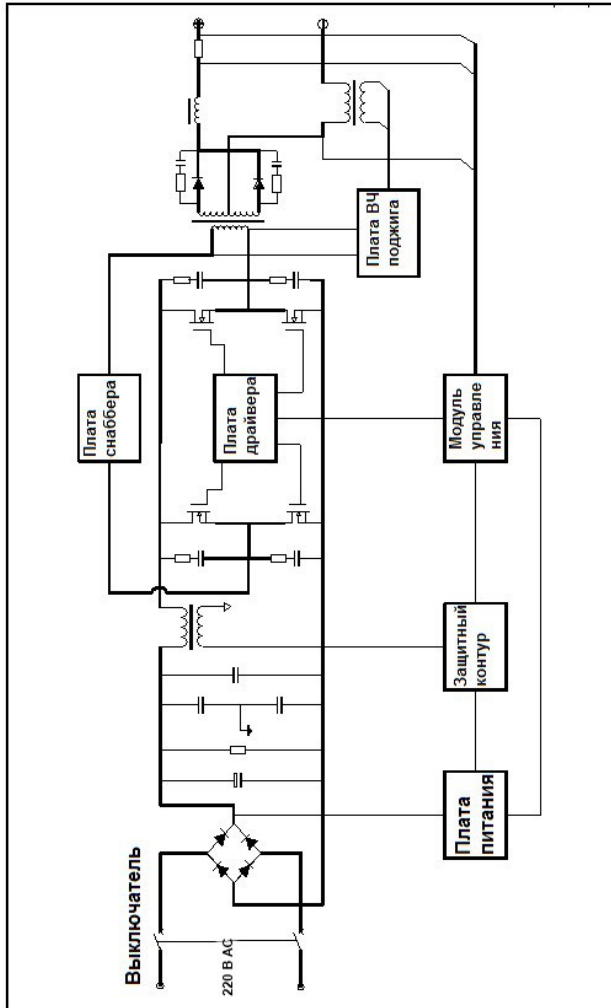 Выключатель
220 В АС
Плата
снаббера
Плата
драйвера
Плата ВЧ
поджига
Плата
питания
Защитный
контур
Модуль
управле
ния